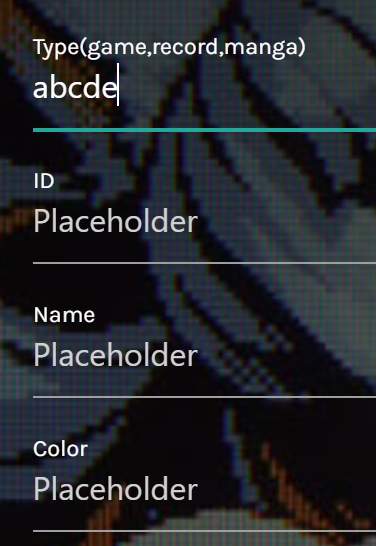 Type(game,record,manga)
abcde
ID
Placeholder
Name
Placeholder
Color
Placeholder